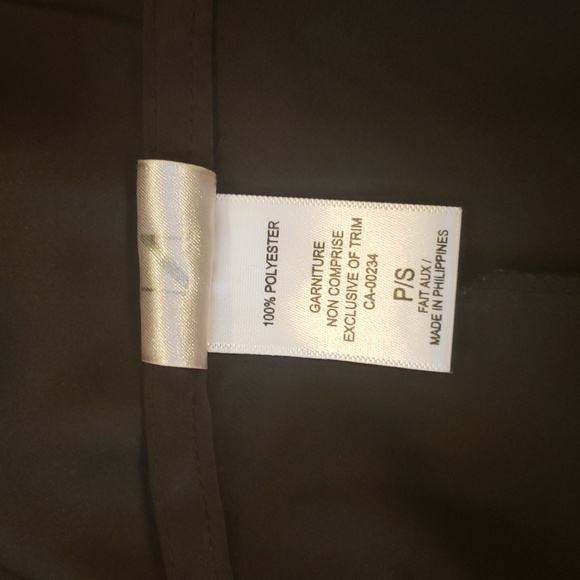 100% POLYESTER
GARNITURE
NON COMPRISE
EXCLUSIVE OF TRIM
CA-00234
P/S
FAIT AUX /
MADE IN PHILIPPINES